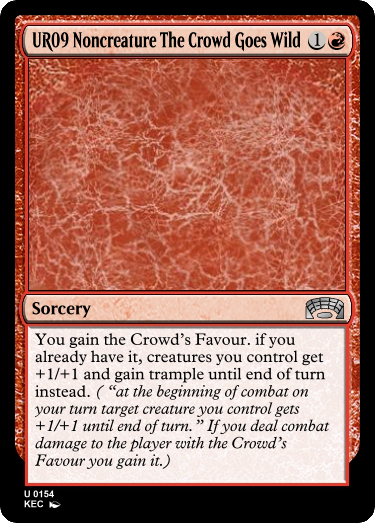 UR09 Noncreature The Crowd Goes Wild 1
Sorcery
You gain the Crowd's Favour. if you
already have it, creatures you control get
+1/+1 and gain trample until end of turn
instead. ( “at the beginning of combat on
your turn target creature you control gets
+1/+1 until end of turn.” If you deal combat
damage to the player with the Crowd's
Favour you gain it.)
U 0154
KEC